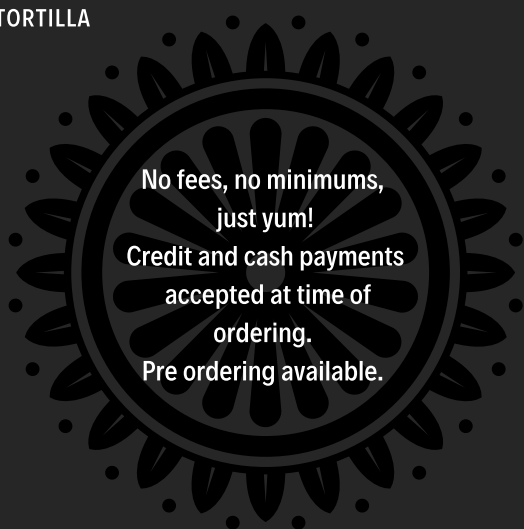 TORTILLA
No fees, no minimums,
just yum!
Credit and cash payments
accepted at time of
ordering.
Pre ordering available.